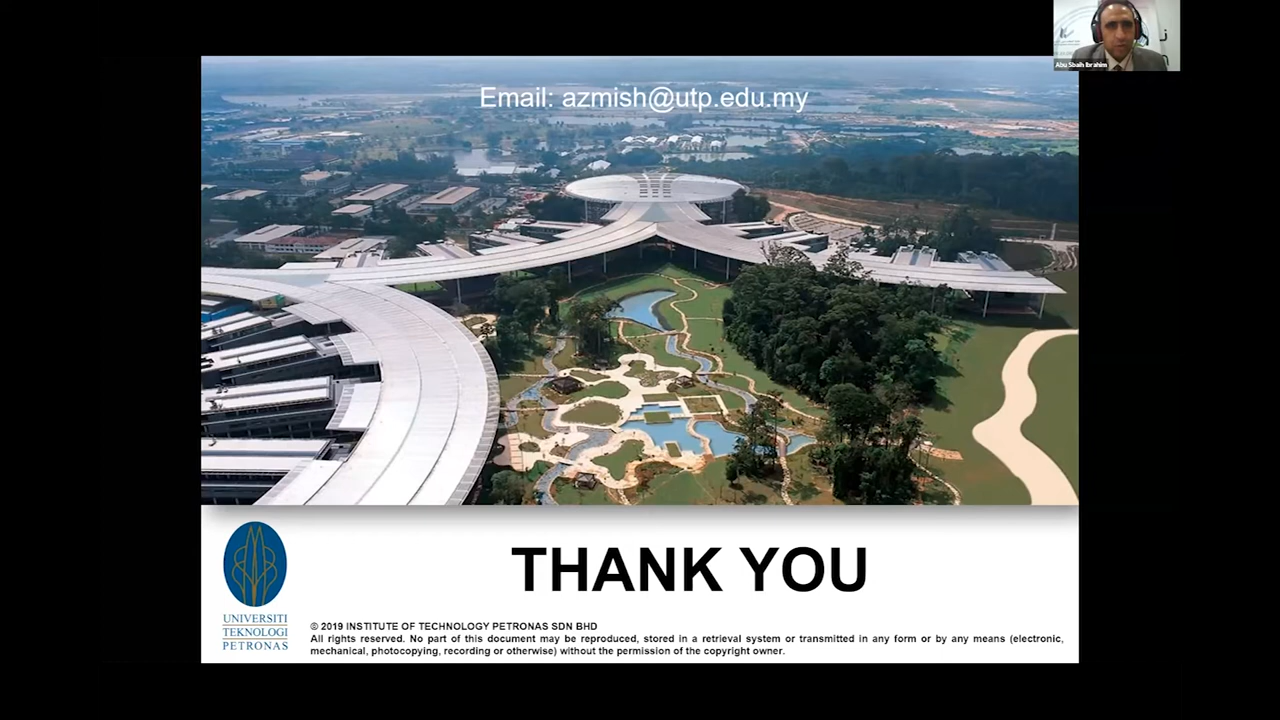 Abu Sbaih Ibrahim
Email: azmish@utp.edu.my
THANK YOU
UNIVERSITI
TEKNOLOGI
PETRONAS
© 2019 INSTITUTE OF TECHNOLOGY PETRONAS SDN BHD
All rights reserved. No part of this document may be reproduced, stored in a retrieval system or transmitted in any form or by any means (electronic,
mechanical, photocopying, recording or otherwise) without the permission of the copyright owner.